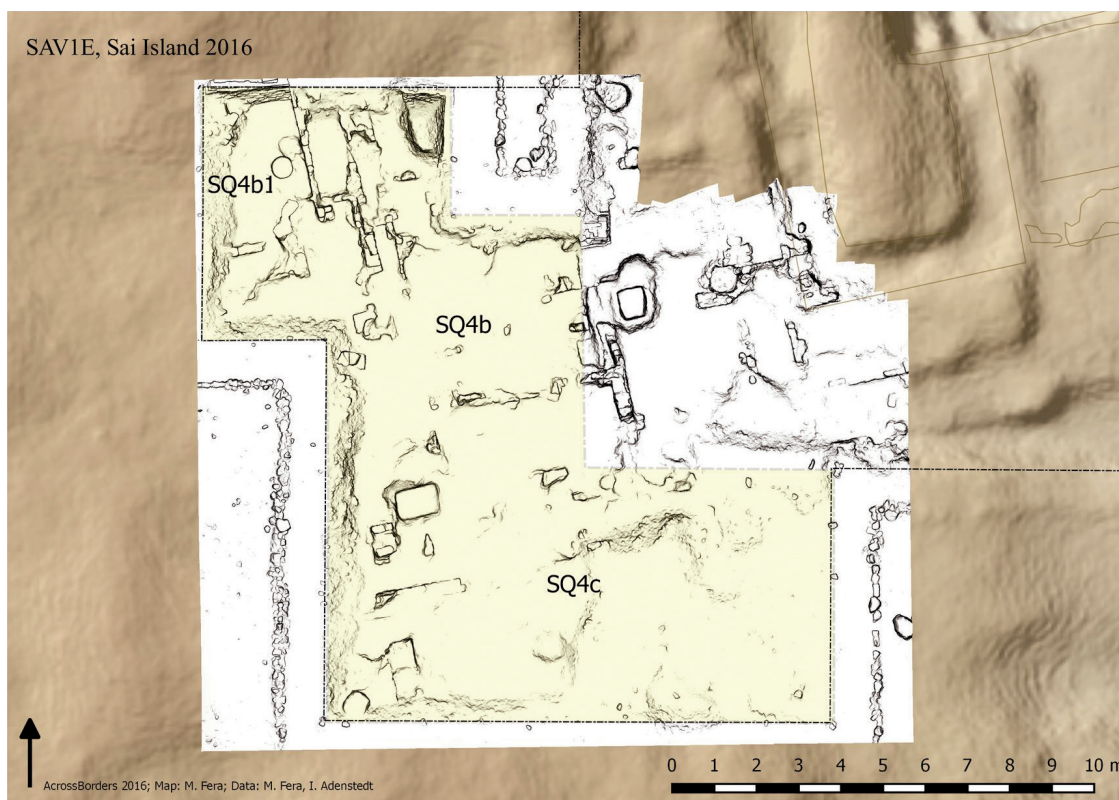 SAV1E, Sai Island 2016
SQ4b1
SQ4b
SQ4c
AcrossBorders 2016; Map: M. Fera; Data: M. Fera, I. Adenstedt
0 1 2 3 4 5 6 7 8 9 10 m